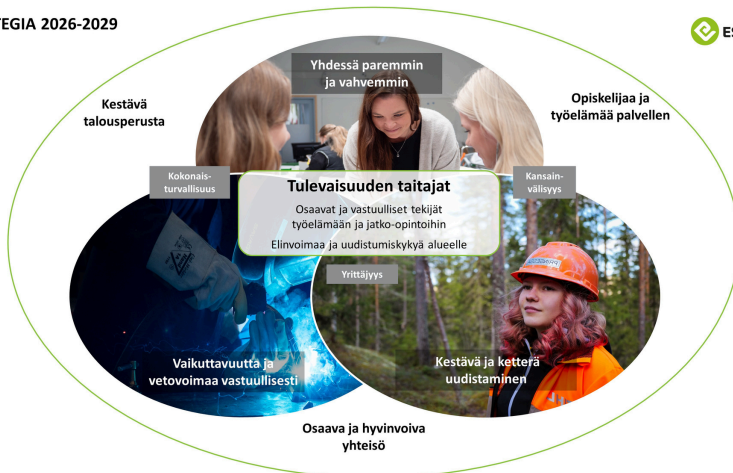 TEGIA 2026-2029
ES
Yhdessä paremmin
ja vahvemmin
Kestävä
talousperusta
Opiskelijaa ja
työelämää palvellen
Kokonais-
turvallisuus
Kansain-
välisyys
Tulevaisuuden taitajat
Osaavat ja vastuulliset tekijät
työelämään ja jatko-opintoihin
Elinvoimaa ja uudistumiskykyä alueelle
Yrittäjyys
Vaikuttavuutta ja
vetovoimaa vastuullisesti
Kestävä ja ketterä
uudistaminen
Osaava ja hyvinvoiva
yhteisö